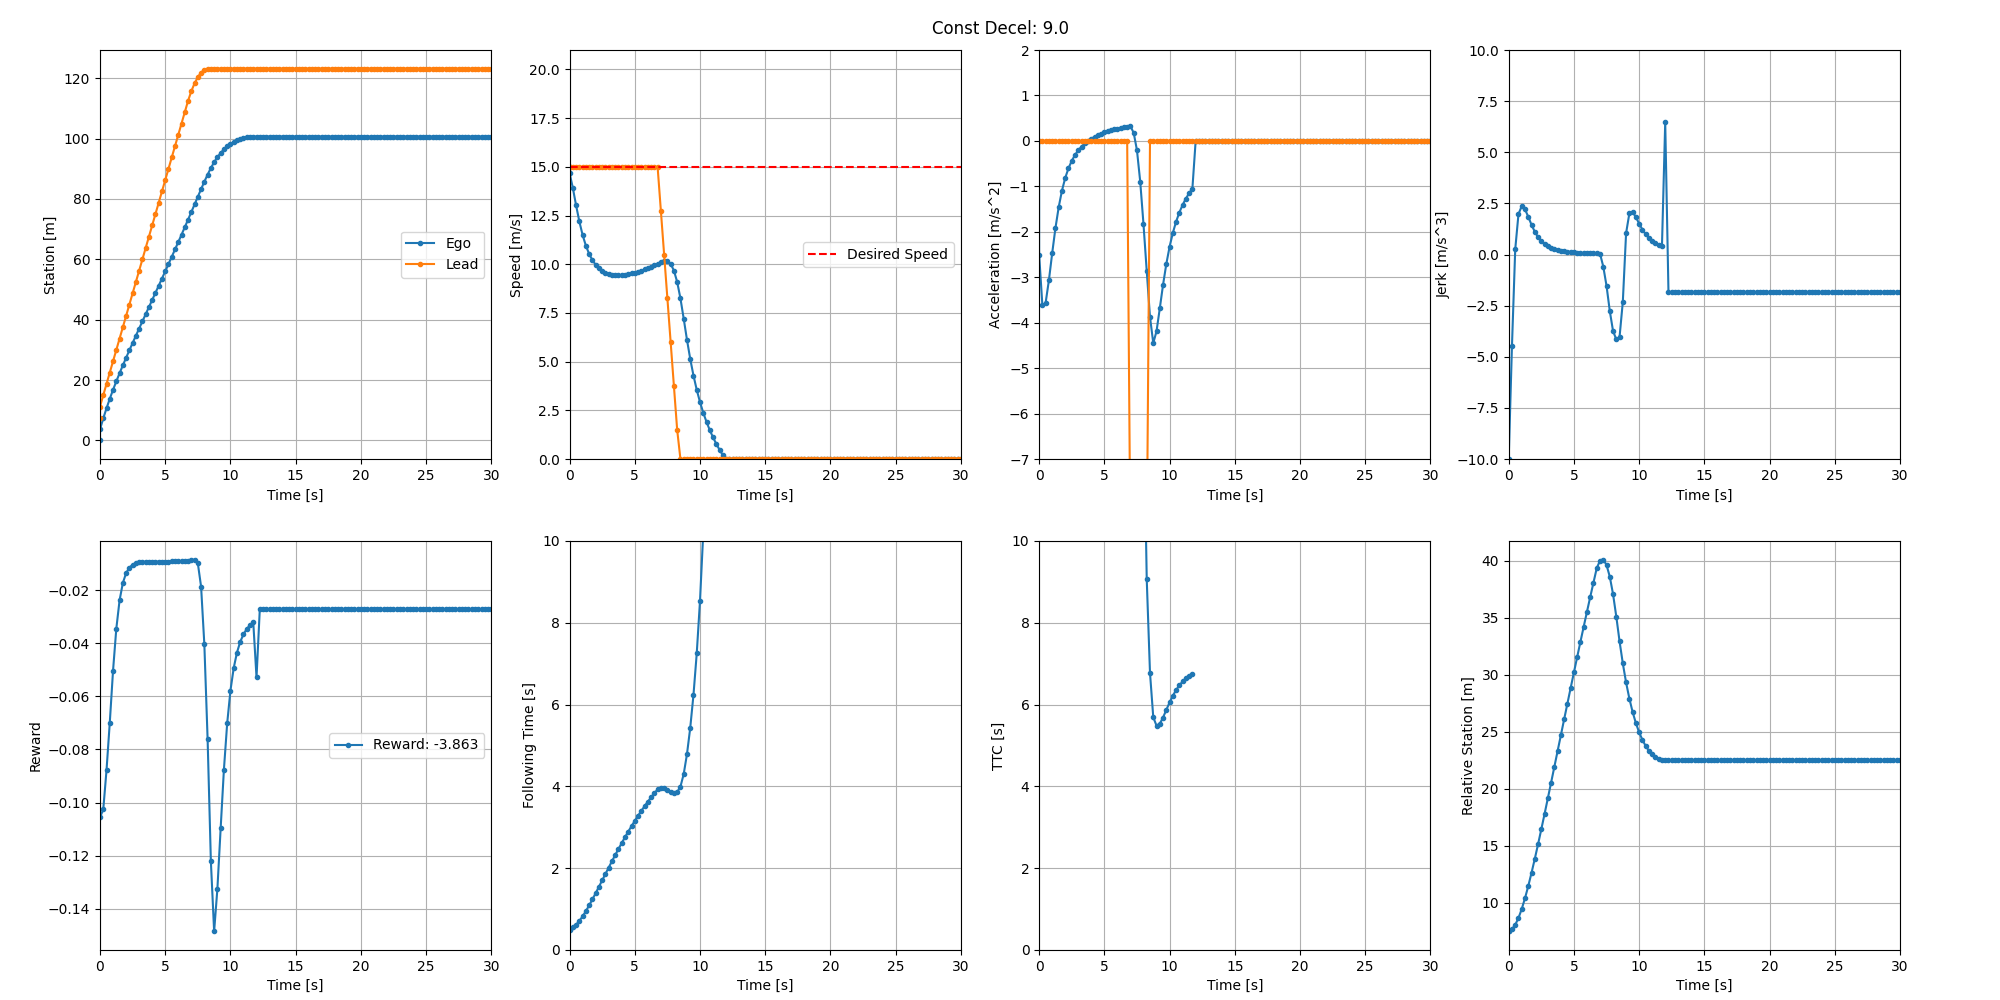 Const Decel: 9.0
Station [m]
120
100
80
60
40
20
0
Ego
Lead
0 5 10 15 20 25 30
Time [s]
Speed [m/s]
20.0
17.5
15.0
12.5
10.0
7.5
5.0
2.5
0.0
Desired Speed
0 5 10 15 20 25 30
Time [s]
Acceleration [m/s^2]
2
1
0
−1
−2
−3
−4
−5
−6
−7
0 5 10 15 20 25 30
Time [s]
Jerk [m/s^3]
10.0
7.5
5.0
2.5
0.0
−2.5
−5.0
−7.5
−10.0
0 5 10 15 20 25 30
Time [s]
Reward
−0.02
−0.04
−0.06
−0.08
−0.10
−0.12
−0.14
Reward: -3.863
0 5 10 15 20 25 30
Time [s]
Following Time [s]
10
8
6
4
2
0
0 5 10 15 20 25 30
Time [s]
TTC [s]
10
8
6
4
2
0
0 5 10 15 20 25 30
Time [s]
Relative Station [m]
40
35
30
25
20
15
10
0 5 10 15 20 25 30
Time [s]